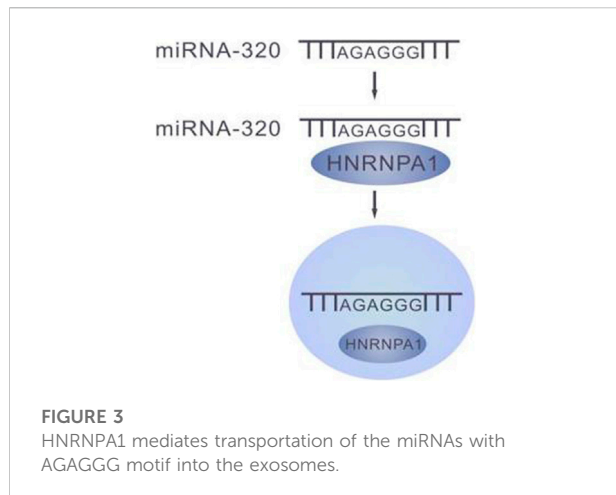 miRNA-320 AGAGGG
miRNA-320 AGAGGG
HNRNPA1
AGAGGG
HNRNPA1
FIGURE 3
HNRNPA1 mediates transportation of the miRNAs with
AGAGGG motif into the exosomes.